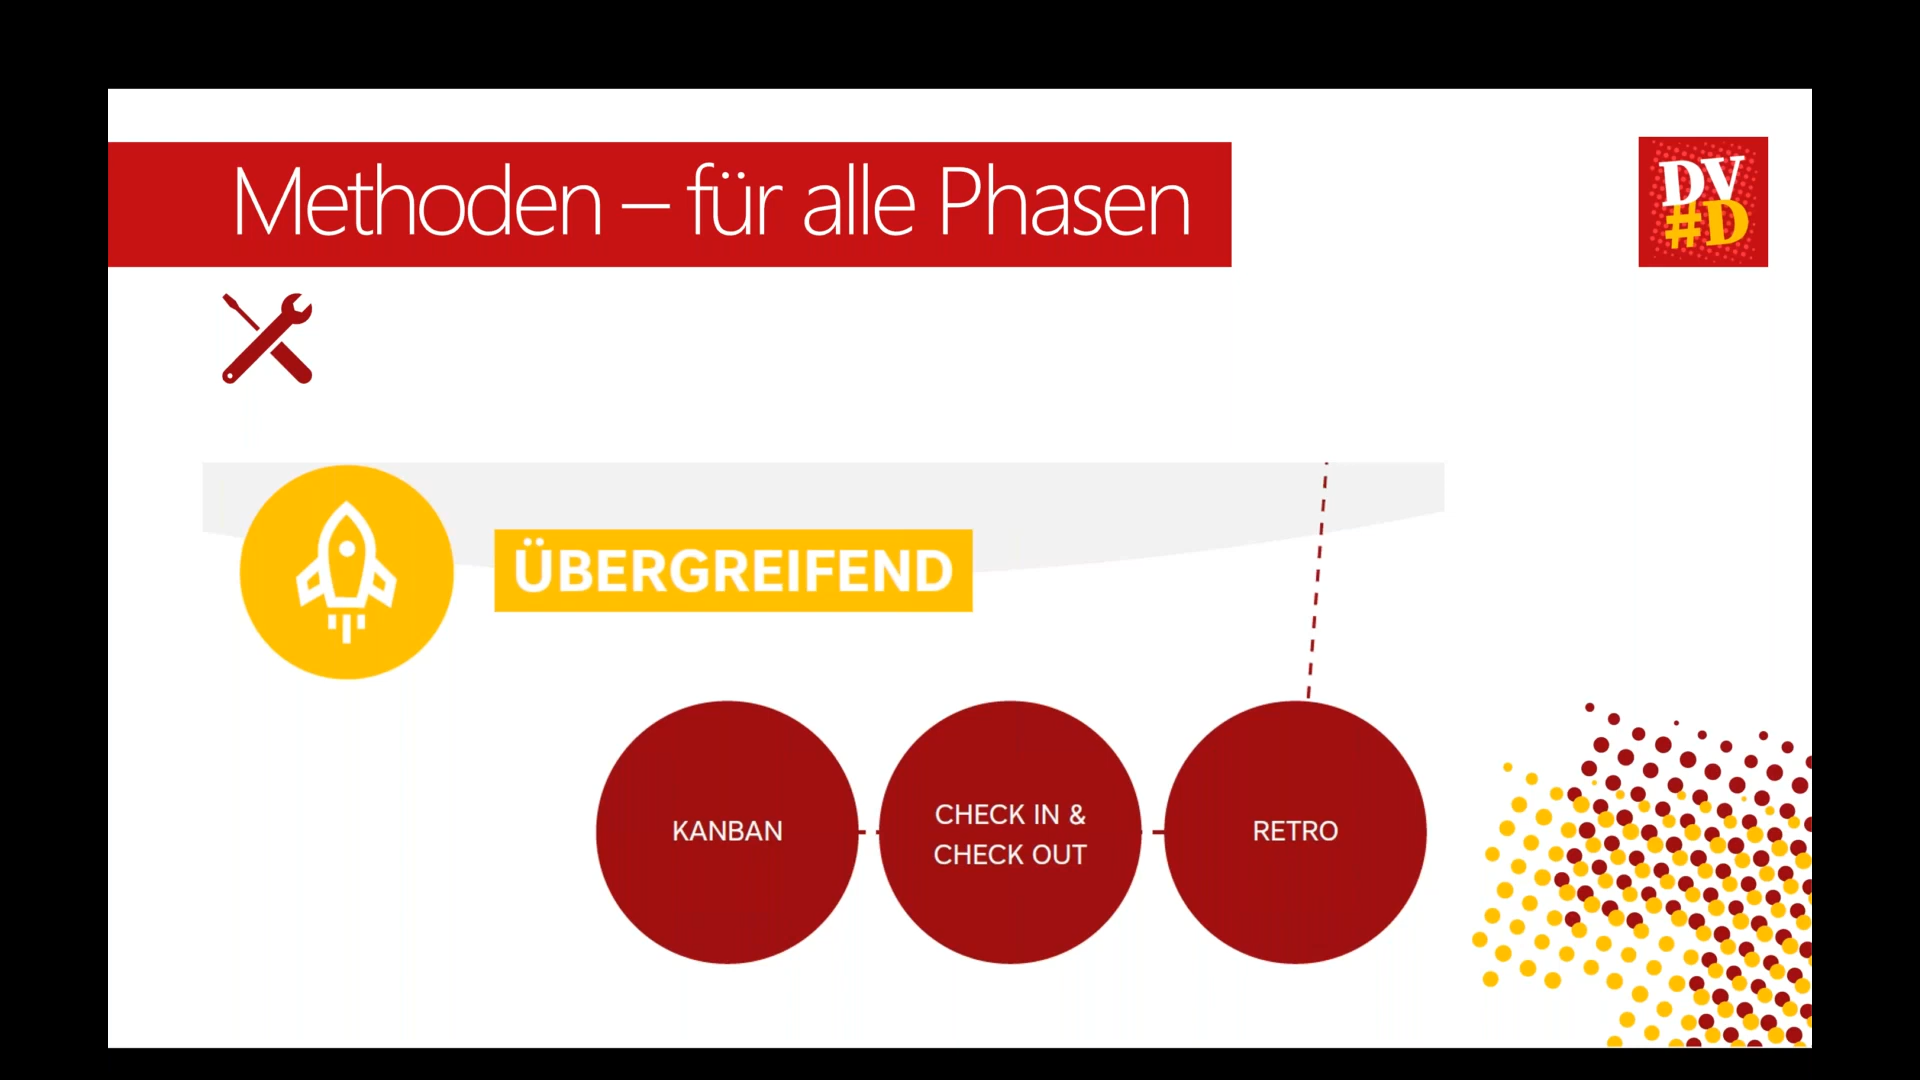 Methoden – für alle Phasen
DV
#D
ÜBERGREIFEND
KANBAN
CHECK IN &
CHECK OUT
RETRO